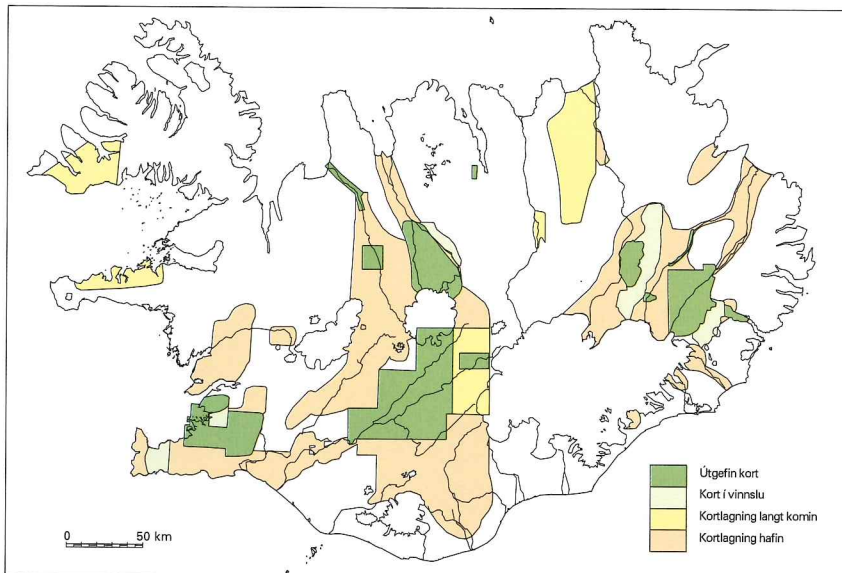 Útgefin kort
Kort í vinnslu
Kortlagning langt komin
Kortlagning hafin
0 50 km